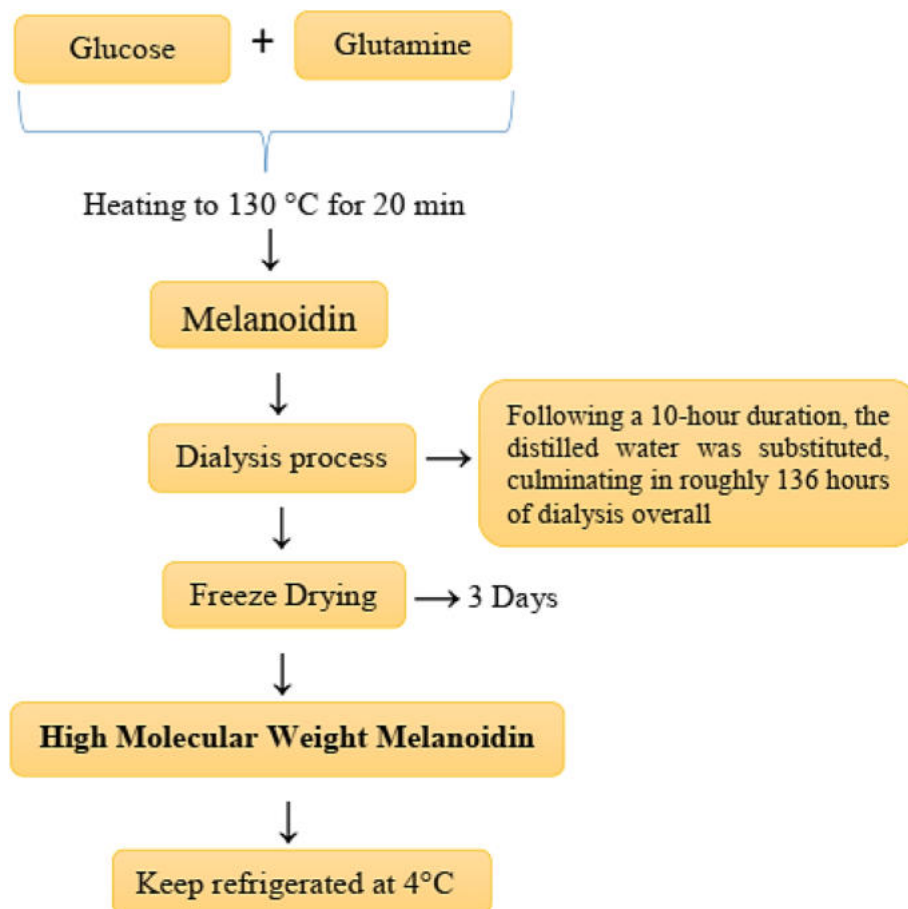 Glucose + Glutamine
Heating to 130 °C for 20 min
Melanoidin
Dialysis process
Following a 10-hour duration, the
distilled water was substituted,
culminating in roughly 136 hours
of dialysis overall
Freeze Drying
3 Days
High Molecular Weight Melanoidin
Keep refrigerated at 4°C